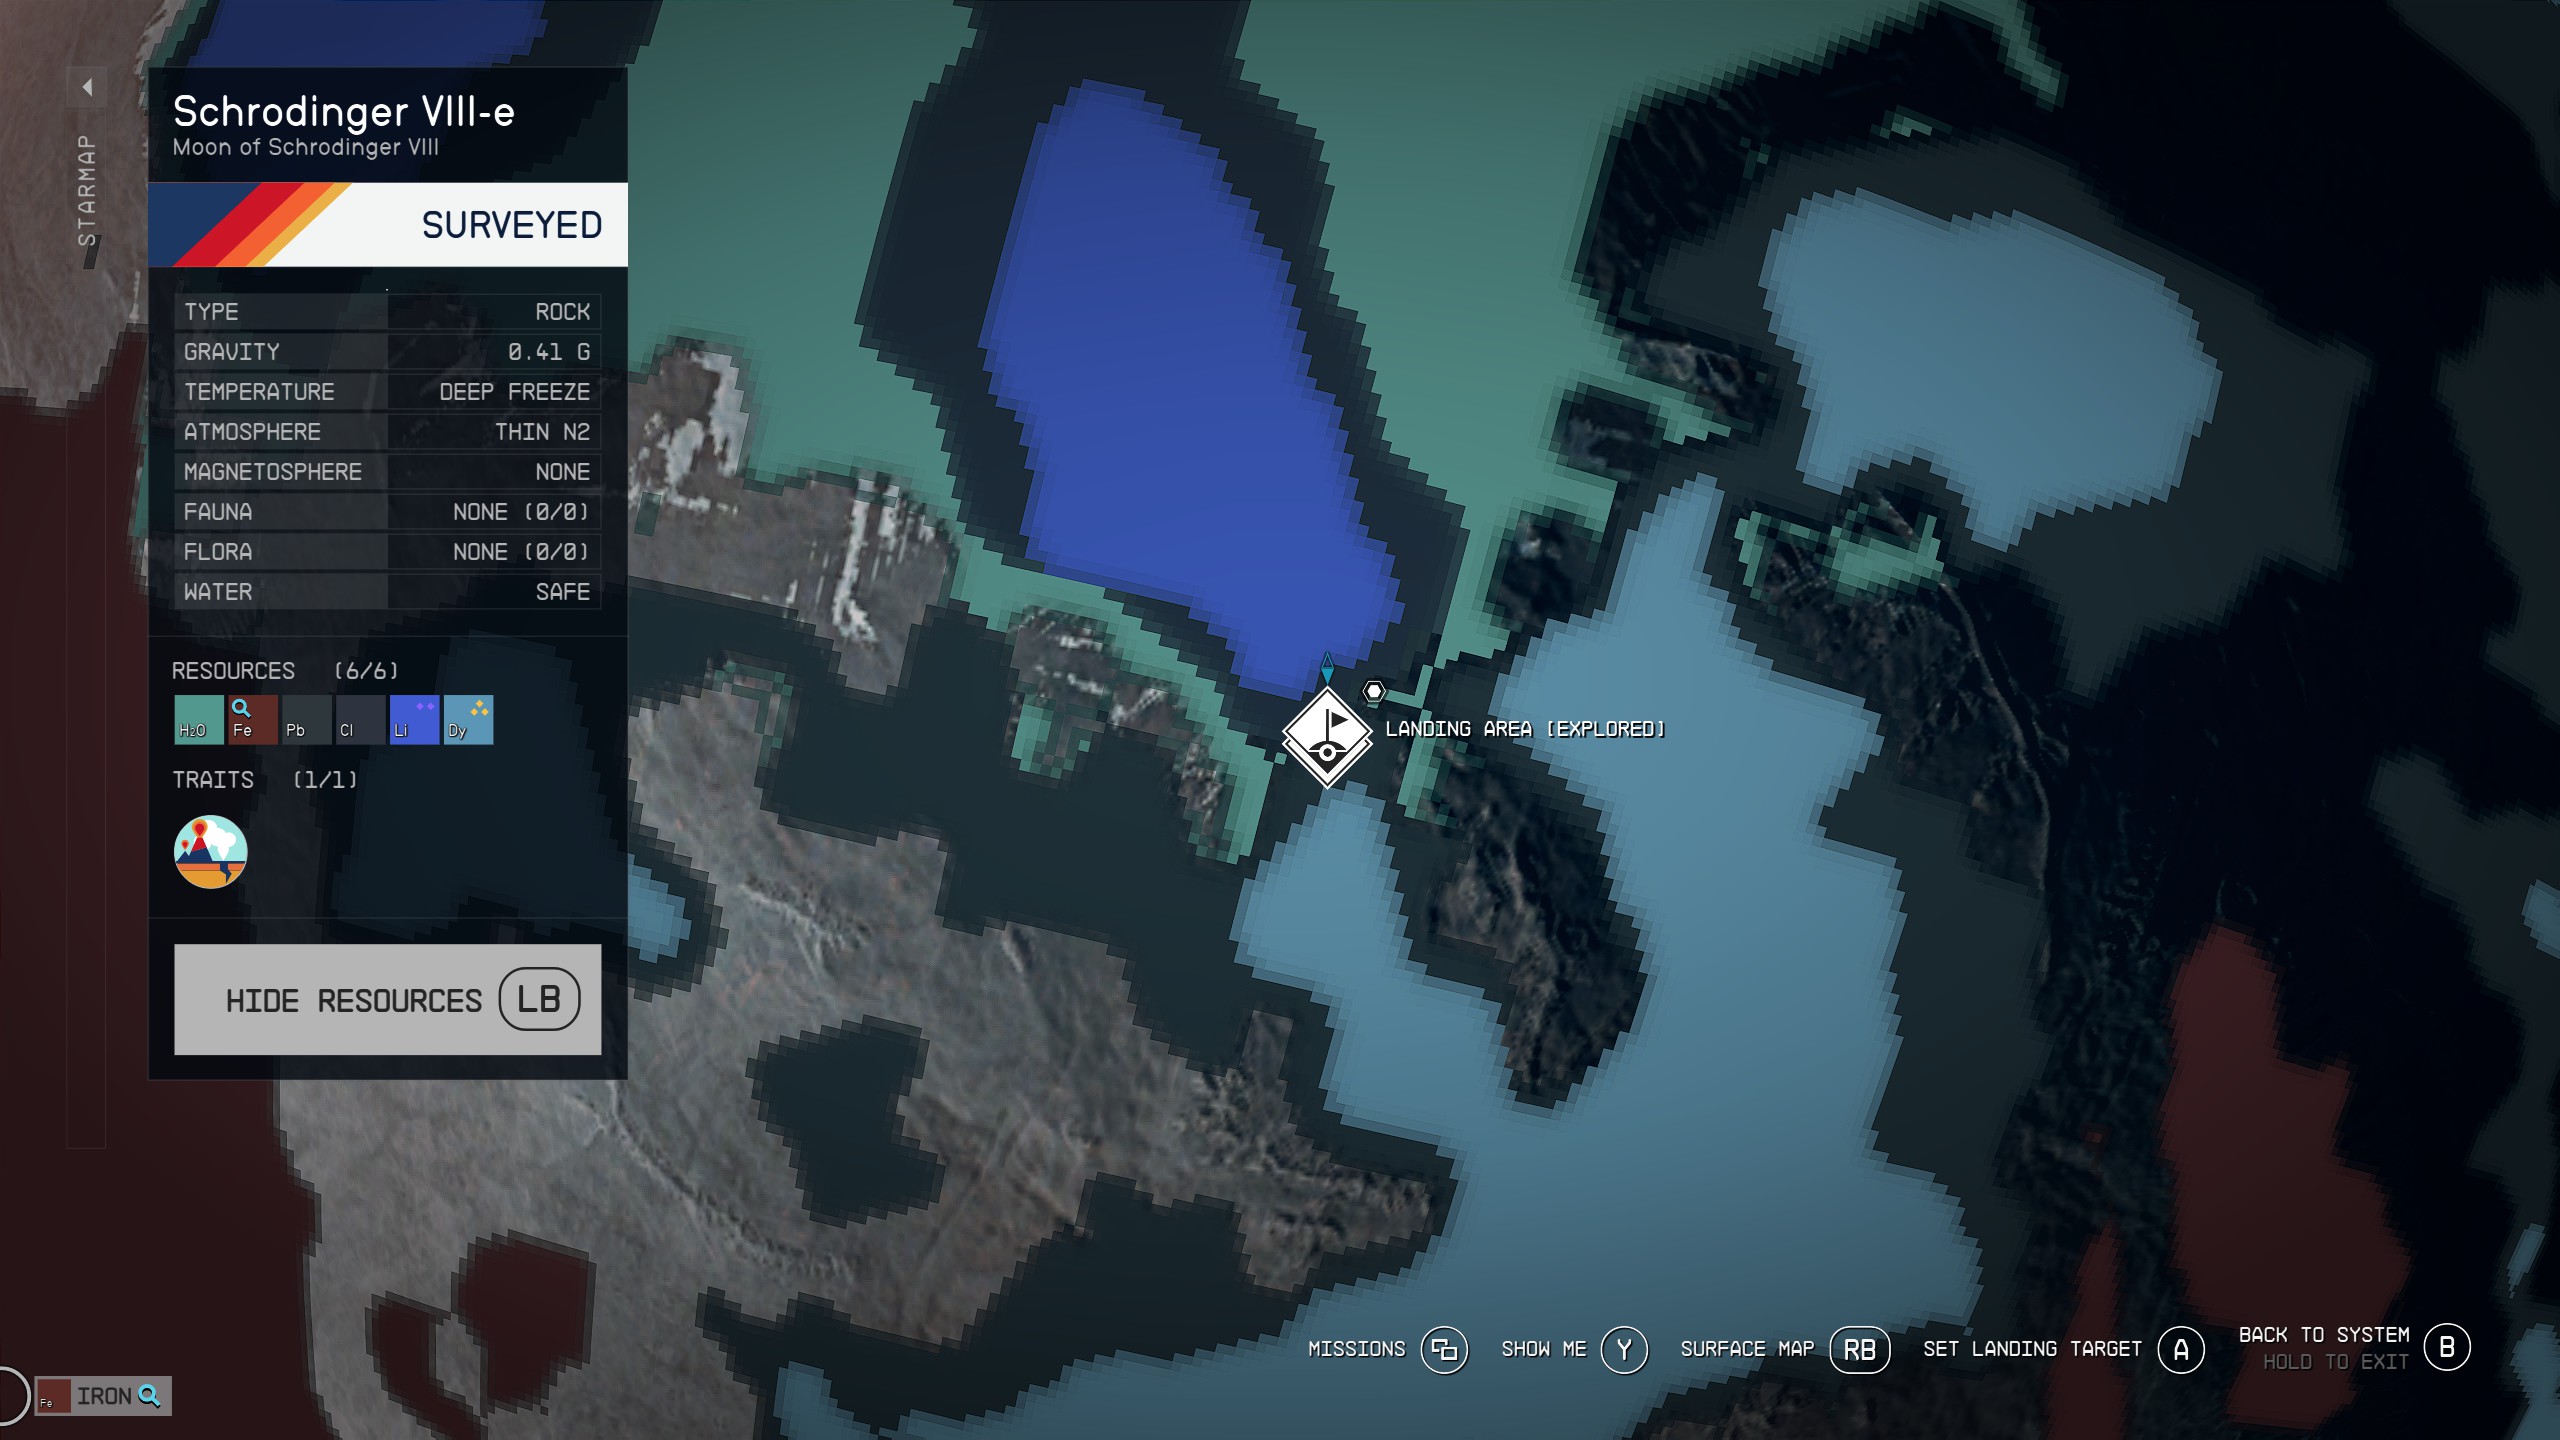 STARMAP
Schrodinger VIII-e
Moon of Schrodinger VIII
SURVEYED
TYPE ROCK
GRAVITY 0.41 G
TEMPERATURE DEEP FREEZE
ATMOSPHERE THIN N2
MAGNETOSPHERE NONE
FAUNA NONE (0/0)
FLORA NONE (0/0)
WATER SAFE
RESOURCES (6/6)
H2O Fe Pb Cl Li Dy
TRAITS (1/1)
HIDE RESOURCES LB
LANDING AREA [EXPLORED]
Fe IRON
MISSIONS SHOW ME Y SURFACE MAP RB SET LANDING TARGET A BACK TO SYSTEM B
HOLD TO EXIT